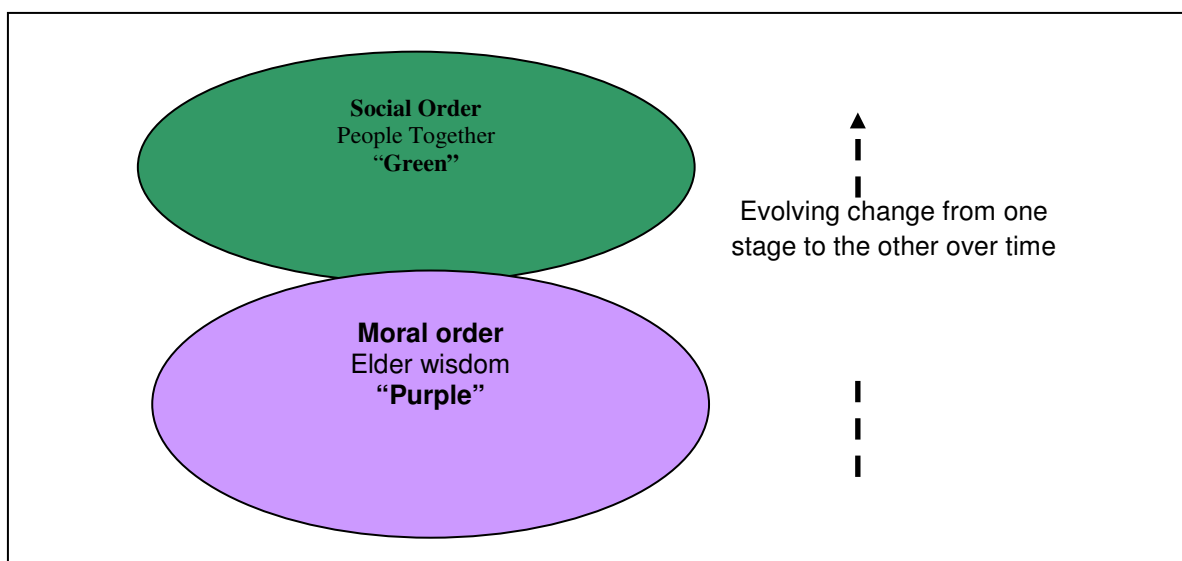 Social Order
People Together
“Green”
Evolving change from one
stage to the other over time
Moral order
Elder wisdom
“Purple”